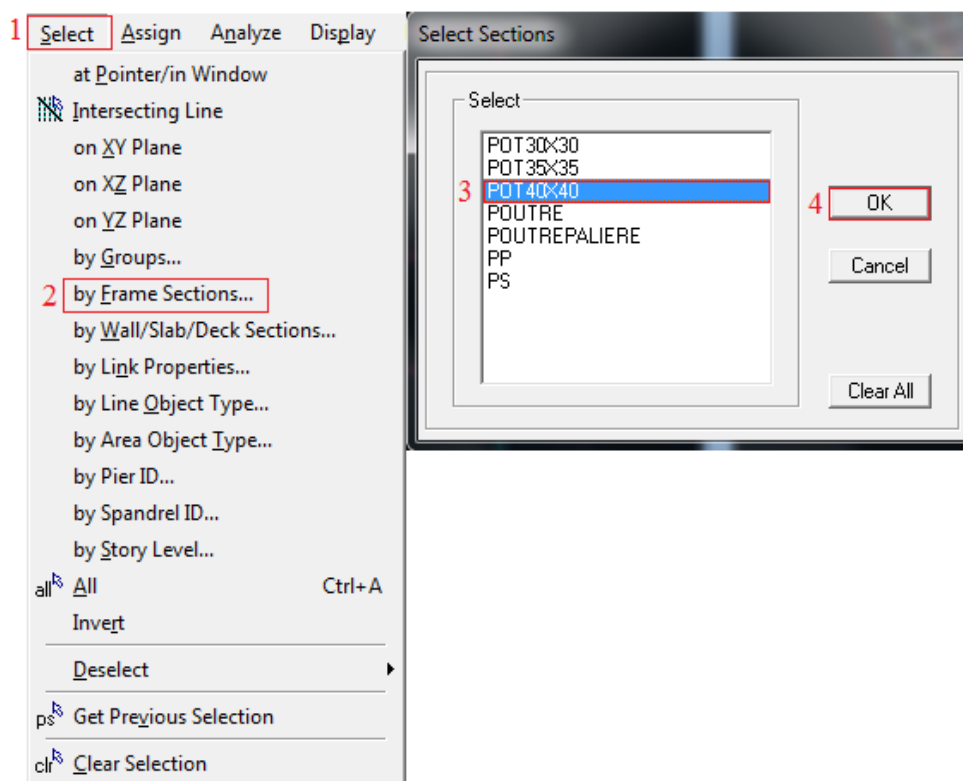 1 Select Assign Analyze Display
at Pointer/in Window
Intersecting Line
on XY Plane
on XZ Plane
on YZ Plane
by Groups...
2 by Frame Sections...
by Wall/Slab/Deck Sections...
by Link Properties...
by Line Object Type...
by Area Object Type...
by Pier ID...
by Spandrel ID...
by Story Level...
all All Ctrl+A
Invert
Deselect
ps Get Previous Selection
clr Clear Selection
Select Sections
Select
POT30X30
POT35X35
3 POT40X40
POUTRE
POUTREPALIERE
PP
PS
4 OK
Cancel
Clear All